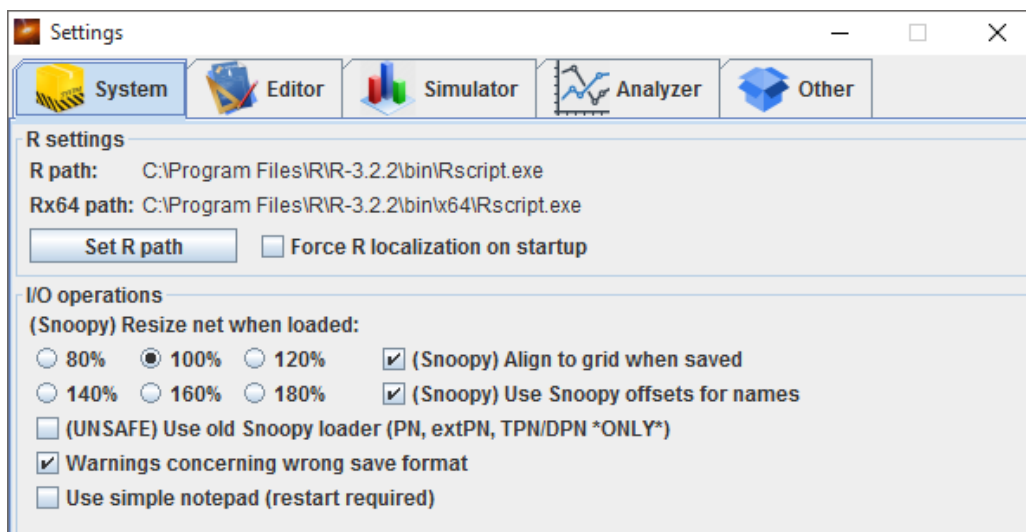 Settings
System Editor Simulator Analyzer Other
R settings
R path: C:\Program Files\R\R-3.2.2\bin\Rscript.exe
Rx64 path: C:\Program Files\R\R-3.2.2\bin\x64\Rscript.exe
Set R path Force R localization on startup
I/O operations
(Snoopy) Resize net when loaded:
80% 100% 120% (Snoopy) Align to grid when saved
140% 160% 180% (Snoopy) Use Snoopy offsets for names
(UNSAFE) Use old Snoopy loader (PN, extPN, TPN/DPN *ONLY*)
Warnings concerning wrong save format
Use simple notepad (restart required)